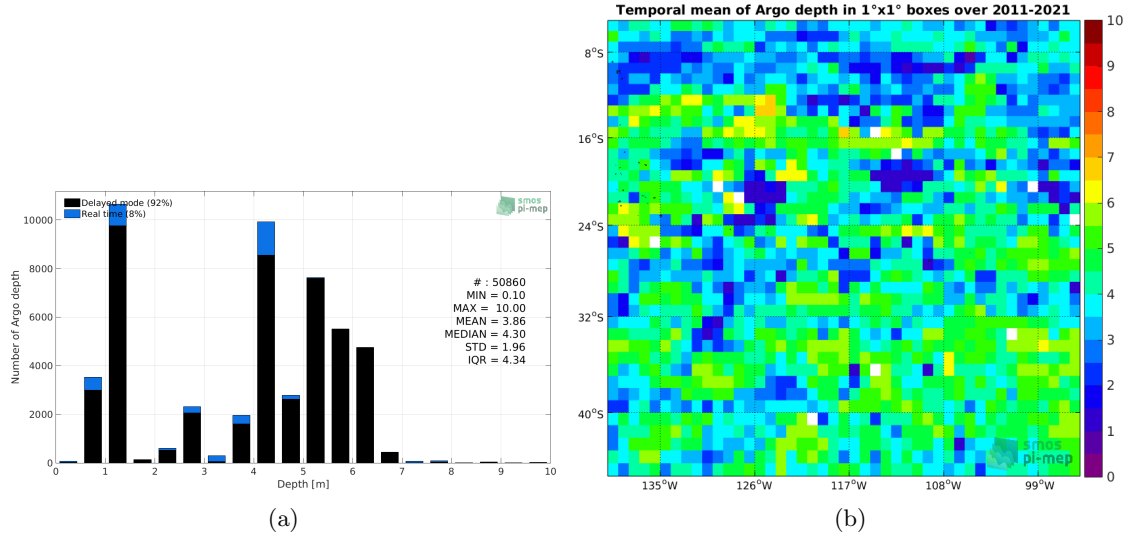 Delayed mode (92%)
Real time (8%)
smos
pi-mep
10000
8000
6000
4000
2000
0
Number of Argo depth
# : 50860
MIN = 0.10
MAX = 10.00
MEAN = 3.86
MEDIAN = 4.30
STD = 1.96
IQR = 4.34
0 1 2 3 4 5 6 7 8 9 10
Depth [m]
(a)
Temporal mean of Argo depth in 1°x1° boxes over 2011-2021
8°S
16°S
24°S
32°S
40°S
135°W 126°W 117°W 108°W 99°W
smos
pi-mep
10
9
8
7
6
5
4
3
2
1
0
(b)